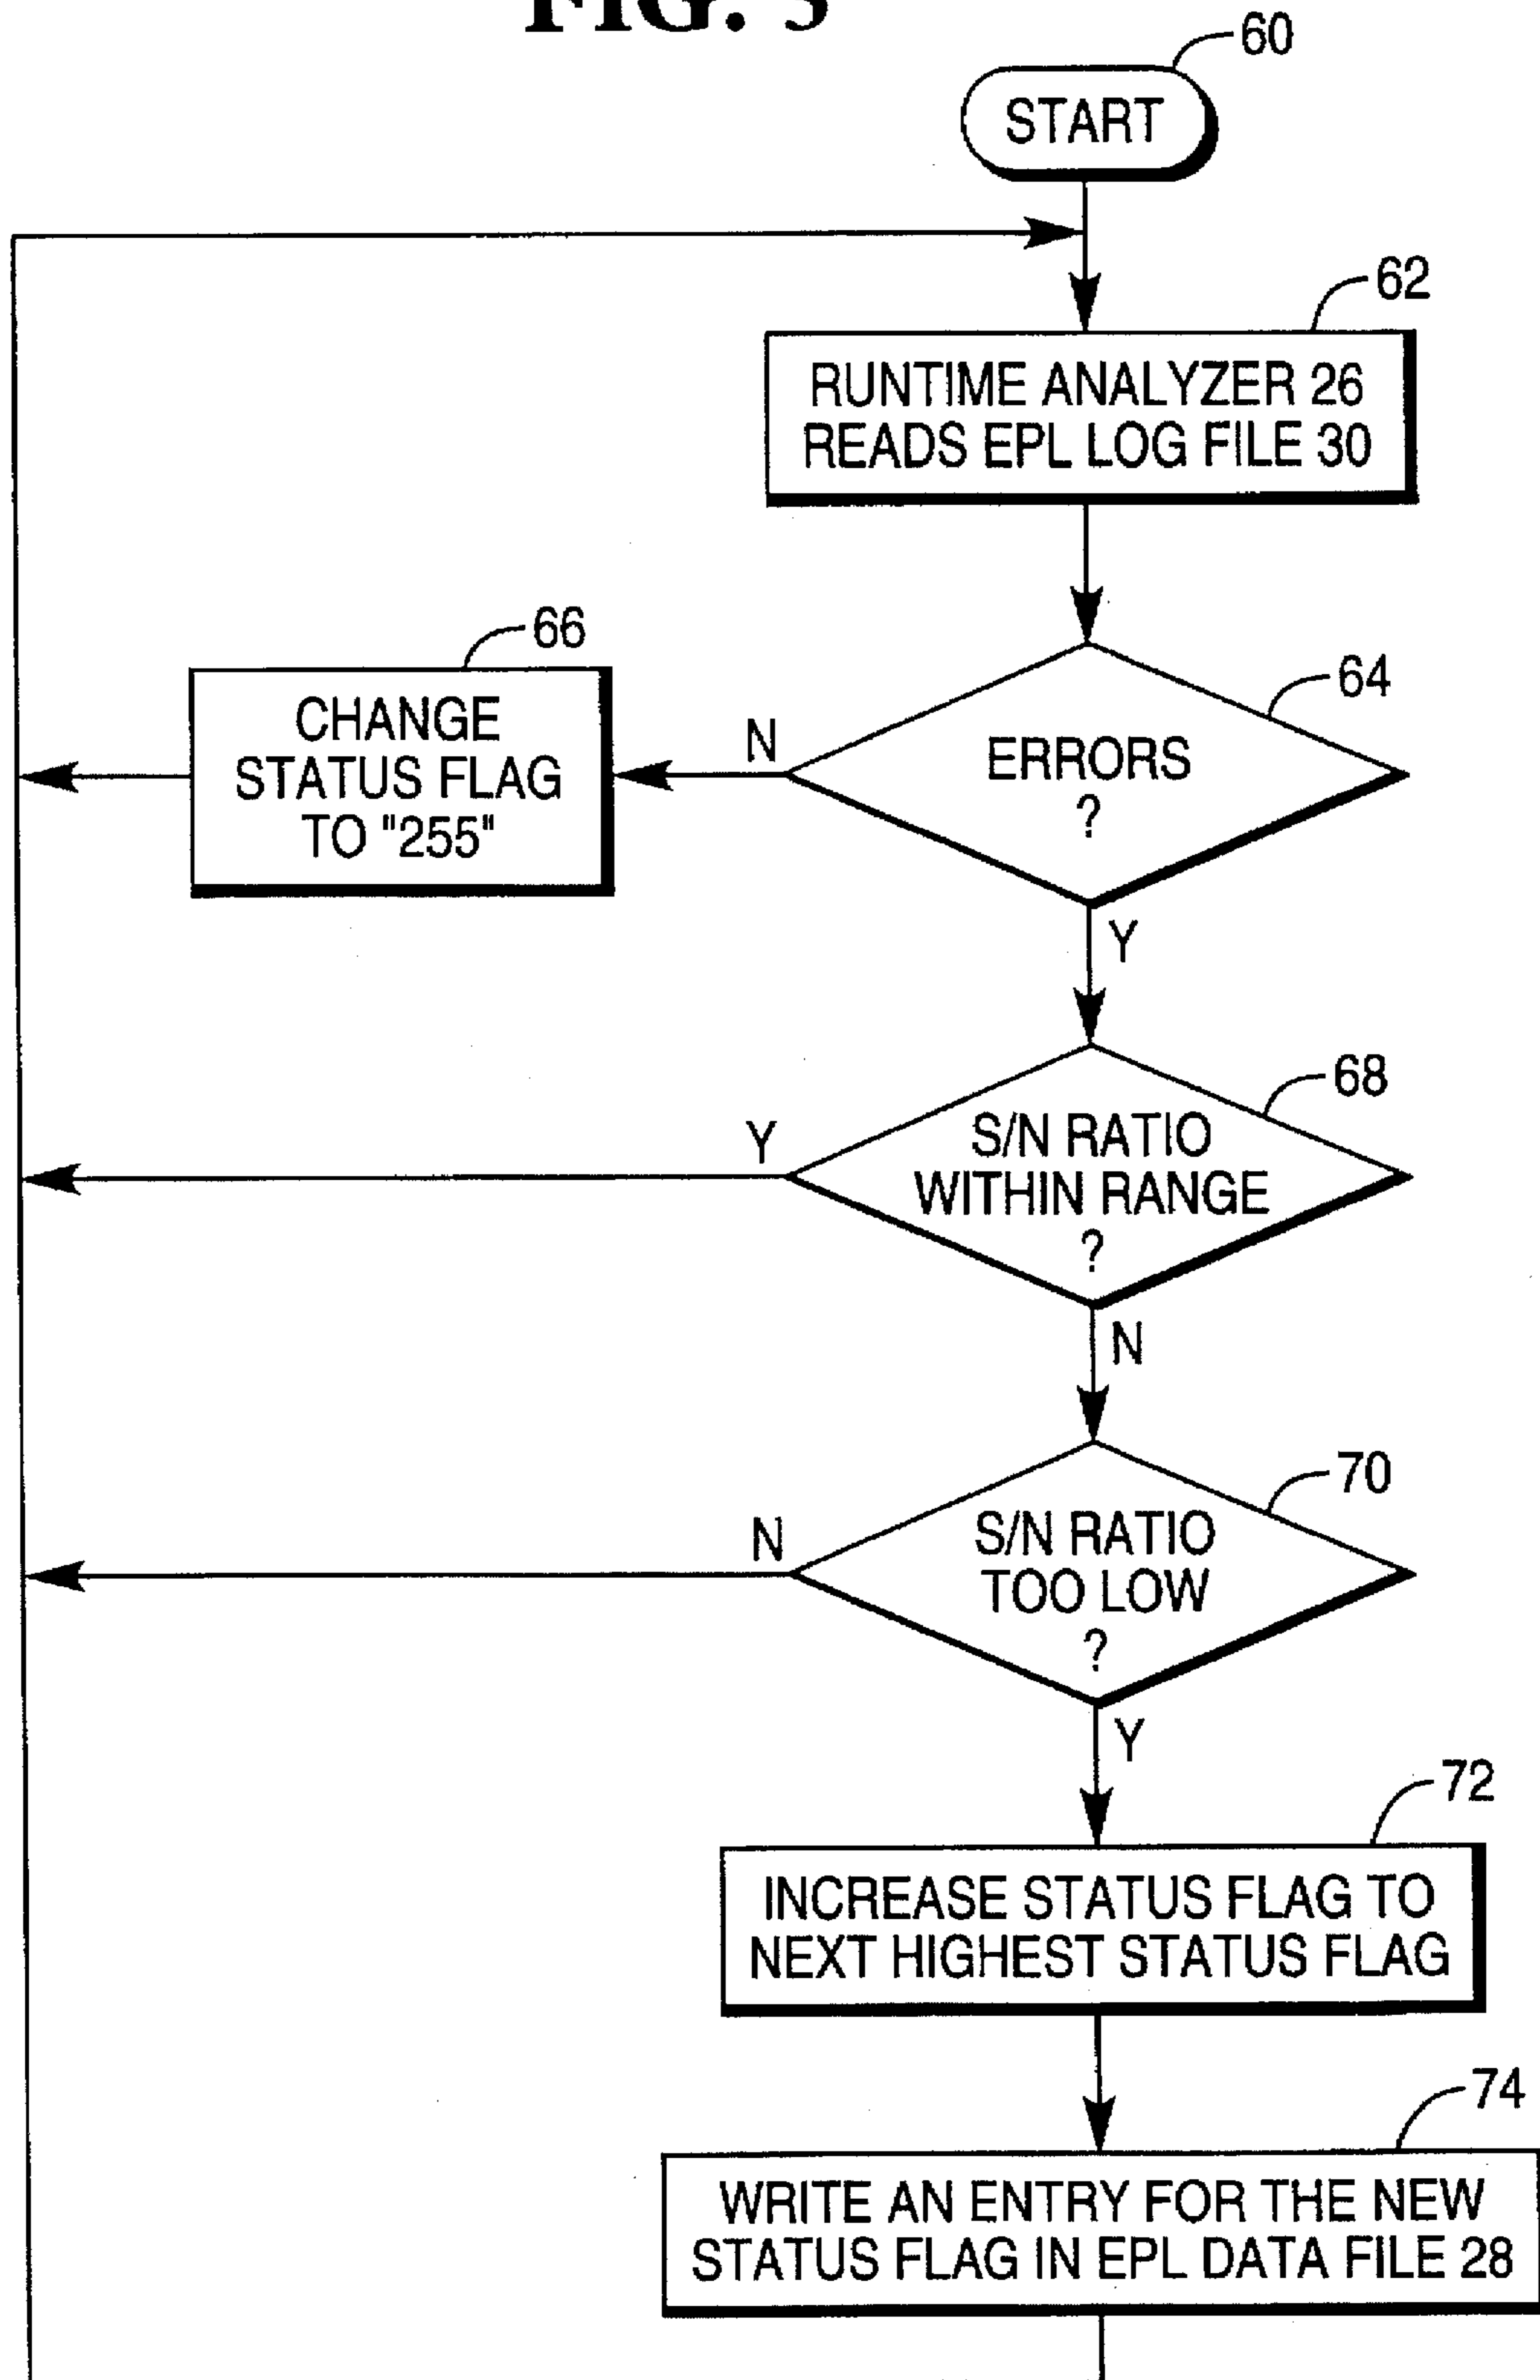 FIG. 5
60
START
62
RUNTIME ANALYZER 26
READS EPL LOG FILE 30
66
CHANGE
STATUS FLAG
TO "255"
N
64
ERRORS
?
Y
68
S/N RATIO
WITHIN RANGE
?
Y
N
70
S/N RATIO
TOO LOW
?
N
Y
72
INCREASE STATUS FLAG TO
NEXT HIGHEST STATUS FLAG
74
WRITE AN ENTRY FOR THE NEW
STATUS FLAG IN EPL DATA FILE 28